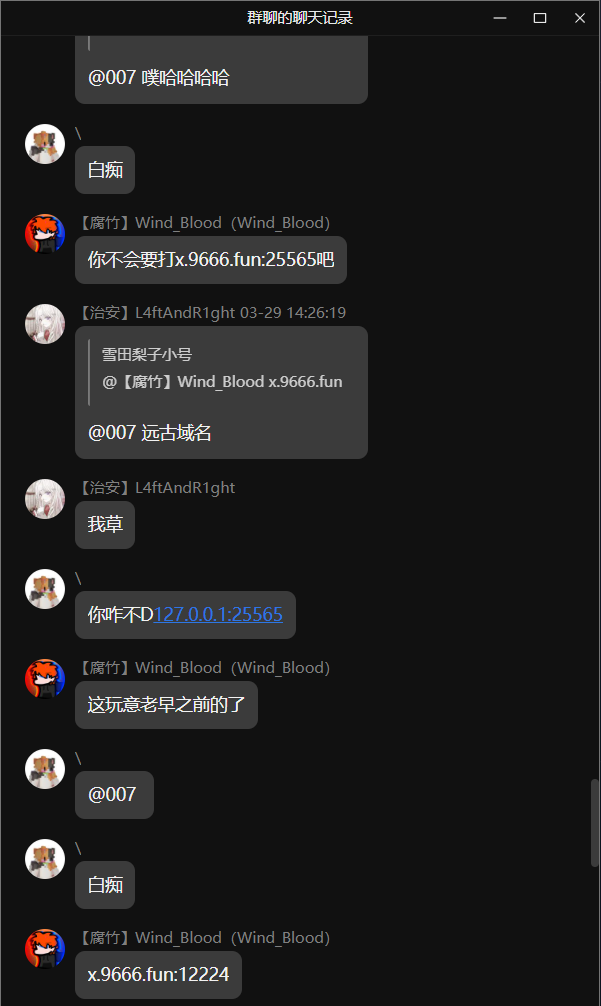 群聊的聊天记录
@007 噗哈哈哈哈
\
白痴
【腐竹】Wind_Blood（Wind_Blood）
你不会要打x.9666.fun:25565吧
【治安】L4ftAndR1ght 03-29 14:26:19
雪田梨子小号
@【腐竹】Wind_Blood x.9666.fun
@007 远古域名
【治安】L4ftAndR1ght
我草
\
你咋不D127.0.0.1:25565
【腐竹】Wind_Blood（Wind_Blood）
这玩意老早之前的了
\
@007
\
白痴
【腐竹】Wind_Blood（Wind_Blood）
x.9666.fun:12224